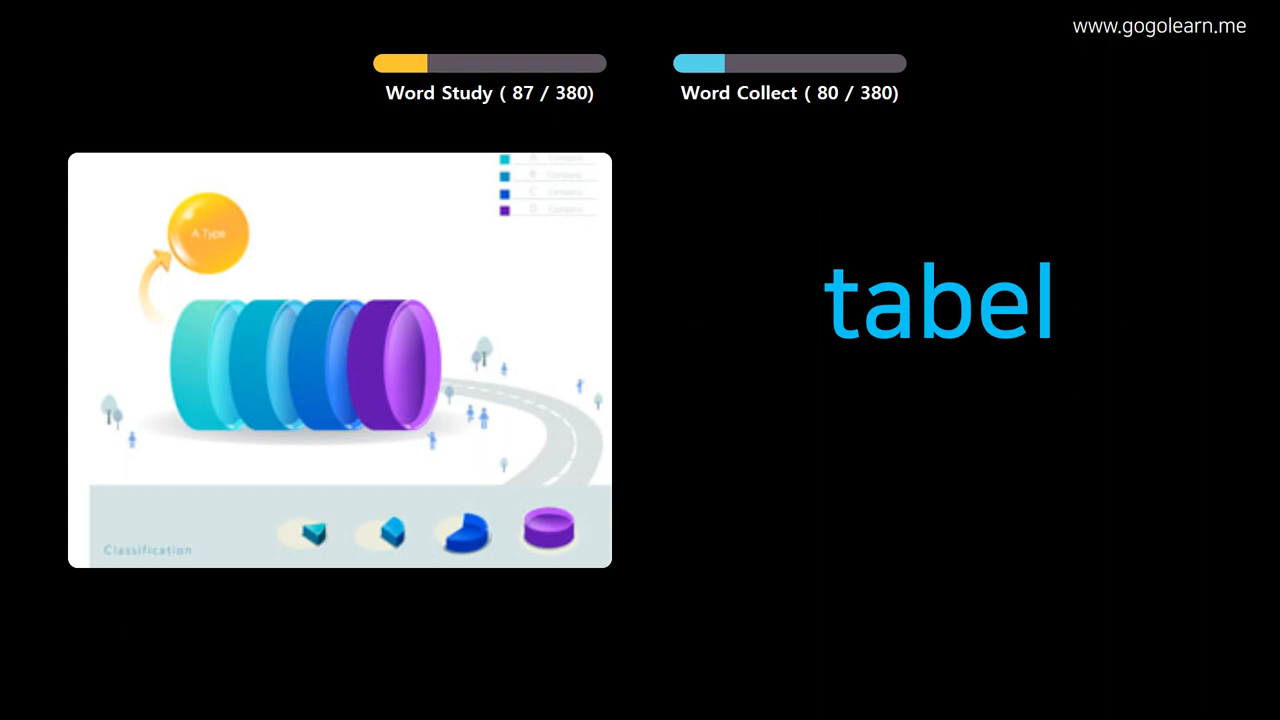 www.gogolearn.me
Word Study ( 87 / 380)
Word Collect ( 80 / 380)
A Type
A
B
C
D
tabel
Classification